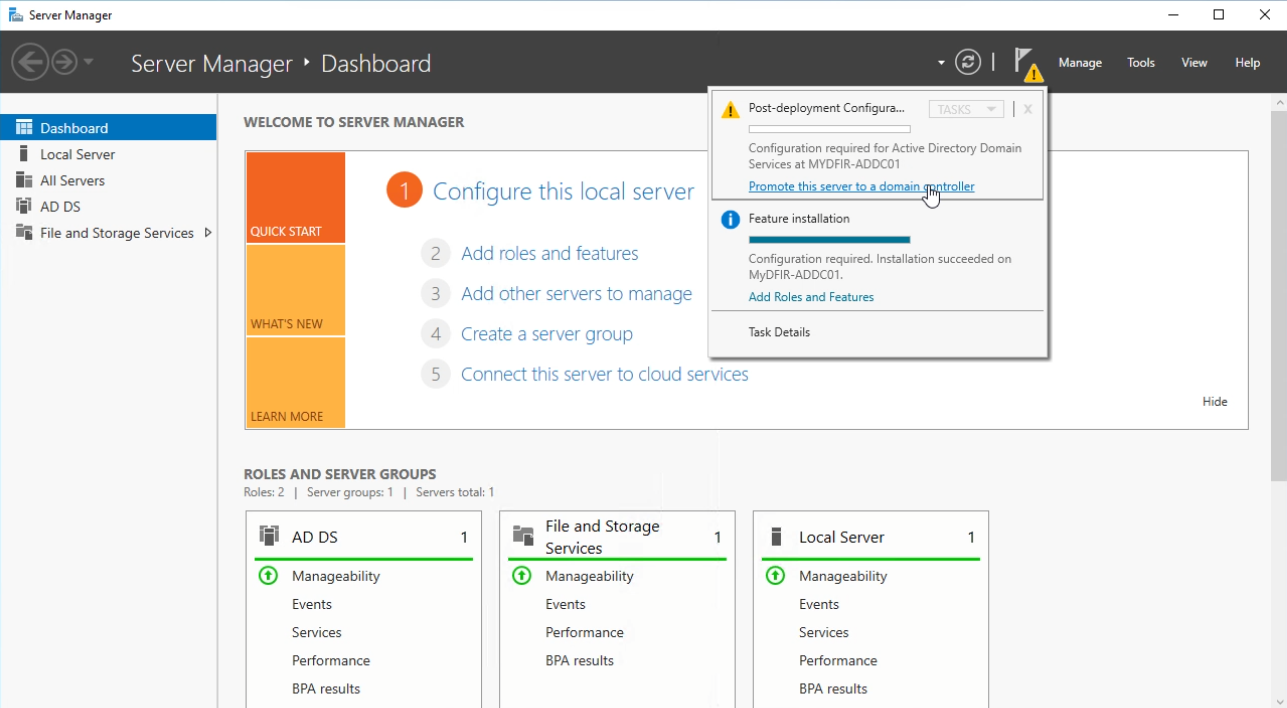 Server Manager
Server Manager • Dashboard
Manage Tools View Help
Dashboard
Local Server
All Servers
AD DS
File and Storage Services
WELCOME TO SERVER MANAGER
QUICK START
WHAT'S NEW
LEARN MORE
1 Configure this local server
2 Add roles and features
3 Add other servers to manage
4 Create a server group
5 Connect this server to cloud services
Hide
Post-deployment Configura... TASKS X
Configuration required for Active Directory Domain
Services at MYDFIR-ADDC01
Promote this server to a domain controller
Feature installation
Configuration required. Installation succeeded on
MyDFIR-ADDC01.
Add Roles and Features
Task Details
ROLES AND SERVER GROUPS
Roles: 2 | Server groups: 1 | Servers total: 1
AD DS 1
Manageability
Events
Services
Performance
BPA results
File and Storage
Services 1
Manageability
Events
Performance
BPA results
Local Server 1
Manageability
Events
Services
Performance
BPA results